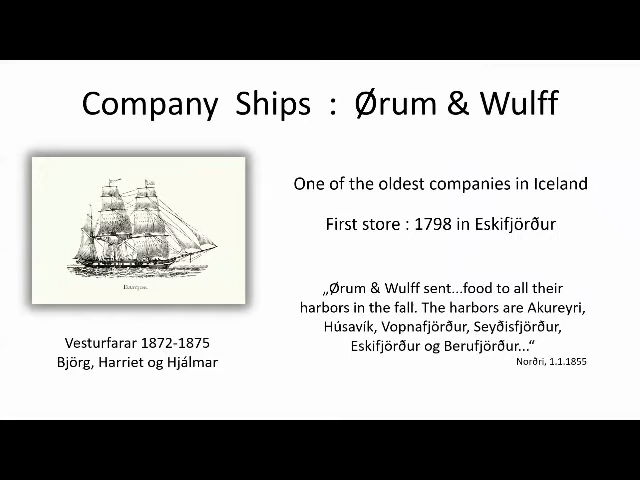 Company Ships : Ørum & Wulff
One of the oldest companies in Iceland
First store : 1798 in Eskifjörður
Barque.
„Ørum & Wulff sent...food to all their
harbors in the fall. The harbors are Akureyri,
Húsavík, Vopnafjörður, Seyðisfjörður,
Eskifjörður og Berufjörður...“
Norðri, 1.1.1855
Vesturfarar 1872-1875
Björg, Harriet og Hjálmar